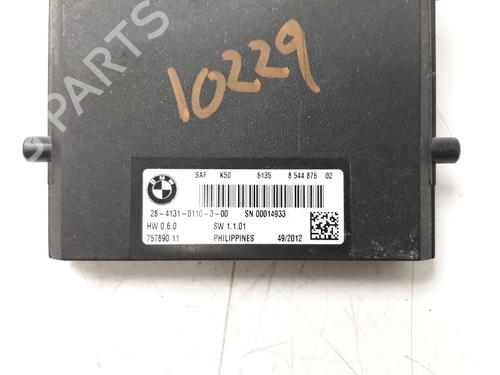 10229
BMW
SAF K50 6135 8 544 876 02
28-4131-0110-3-00 SN 00014933
HW 0.6.0 SW 1.1.01
757890 11 PHILIPPINES 49/2012
B-PARTS